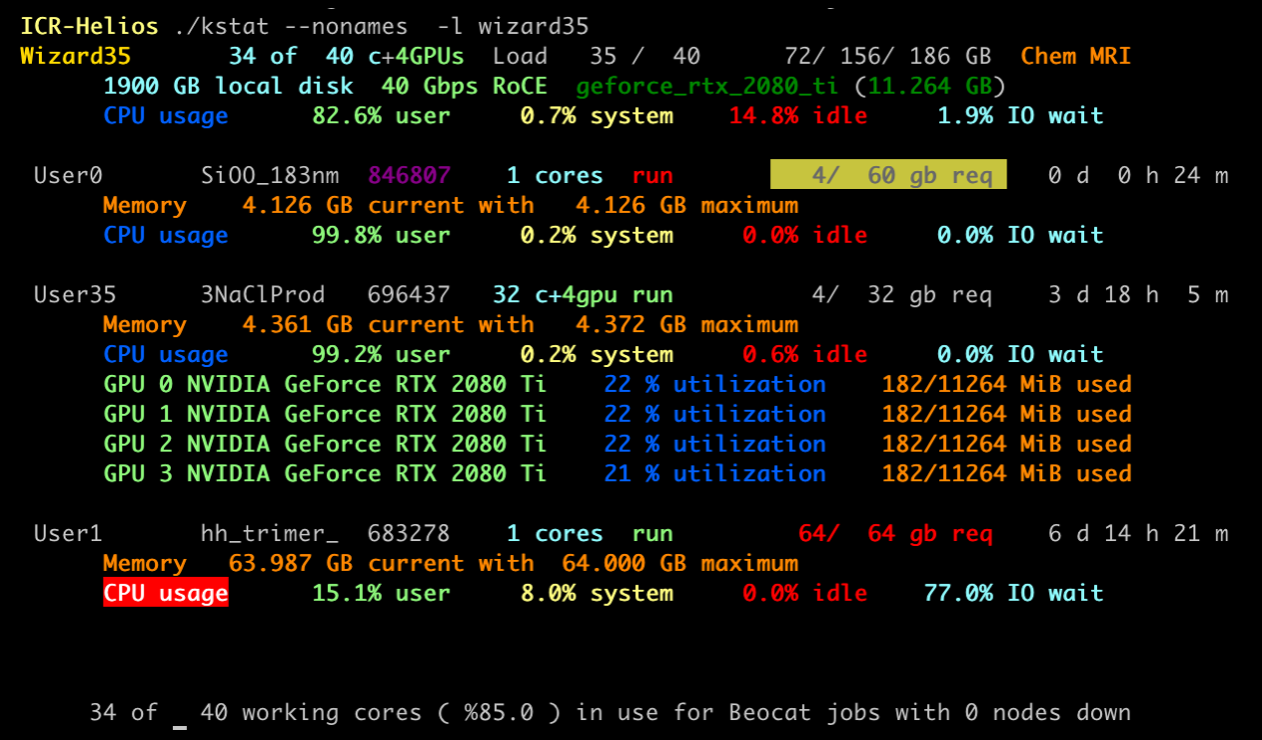 ICR-Helios ./kstat --nonames  -l wizard35
Wizard35       34 of  40 c+4GPUs  Load   35 /  40      72/ 156/ 186 GB  Chem MRI
      1900 GB local disk  40 Gbps RoCE  geforce_rtx_2080_ti (11.264 GB)
      CPU usage      82.6% user     0.7% system    14.8% idle     1.9% IO wait
 User0       SiOO_183nm  846807    1 cores  run          4/  60 gb req    0 d  0 h 24 m
      Memory    4.126 GB current with   4.126 GB maximum
      CPU usage      99.8% user     0.2% system     0.0% idle     0.0% IO wait
 User35      3NaClProd   696437   32 c+4gpu run          4/  32 gb req    3 d 18 h  5 m
      Memory    4.361 GB current with   4.372 GB maximum
      CPU usage      99.2% user     0.2% system     0.6% idle     0.0% IO wait
      GPU 0 NVIDIA GeForce RTX 2080 Ti    22 % utilization    182/11264 MiB used
      GPU 1 NVIDIA GeForce RTX 2080 Ti    22 % utilization    182/11264 MiB used
      GPU 2 NVIDIA GeForce RTX 2080 Ti    22 % utilization    182/11264 MiB used
      GPU 3 NVIDIA GeForce RTX 2080 Ti    21 % utilization    182/11264 MiB used
 User1       hh_trimer_  683278    1 cores  run         64/  64 gb req    6 d 14 h 21 m
      Memory   63.987 GB current with  64.000 GB maximum
      CPU usage      15.1% user     8.0% system     0.0% idle    77.0% IO wait
     34 of _ 40 working cores ( %85.0 ) in use for Beocat jobs with 0 nodes down